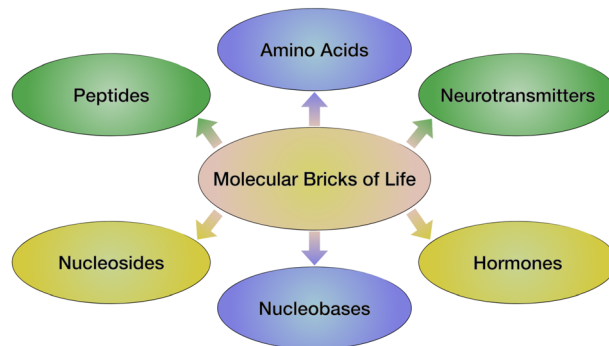 Amino Acids
Peptides
Neurotransmitters
Molecular Bricks of Life
Nucleosides
Hormones
Nucleobases